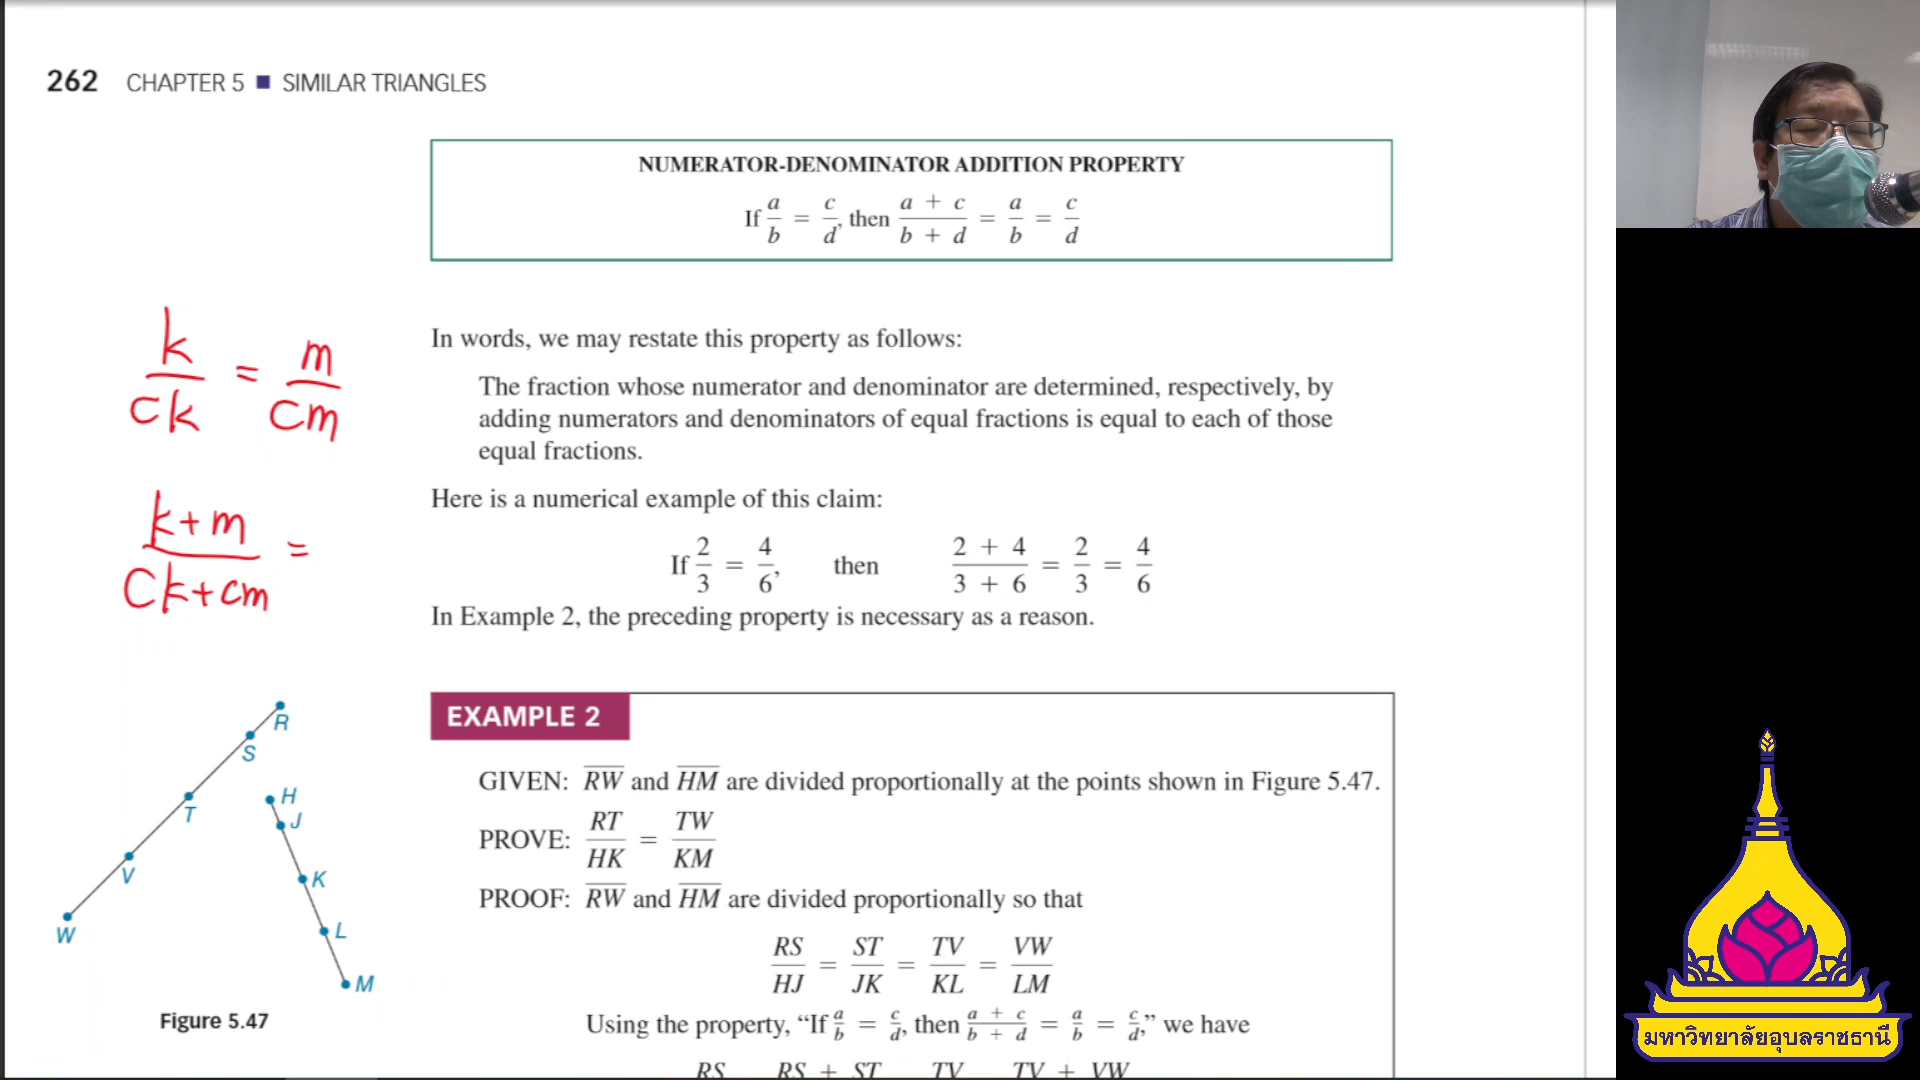 262 CHAPTER 5 ■ SIMILAR TRIANGLES
NUMERATOR-DENOMINATOR ADDITION PROPERTY
If a/b = c/d, then (a + c)/(b + d) = a/b = c/d
k/ck = m/cm
(k+m)/(ck+cm) =
In words, we may restate this property as follows:
The fraction whose numerator and denominator are determined, respectively, by
adding numerators and denominators of equal fractions is equal to each of those
equal fractions.
Here is a numerical example of this claim:
If 2/3 = 4/6, then (2 + 4)/(3 + 6) = 2/3 = 4/6
In Example 2, the preceding property is necessary as a reason.
R
S
H
T
J
V
K
W
L
M
Figure 5.47
EXAMPLE 2
GIVEN: RW and HM are divided proportionally at the points shown in Figure 5.47.
PROVE: RT/HK = TW/KM
PROOF: RW and HM are divided proportionally so that
RS/HJ = ST/JK = TV/KL = VW/LM
Using the property, “If a/b = c/d, then (a + c)/(b + d) = a/b = c/d,” we have
RS RS + ST TV TV + VW
มหาวิทยาลัยอุบลราชธานี